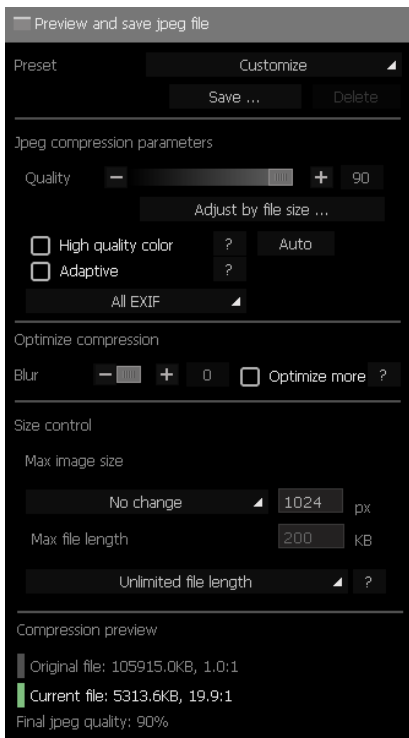 Preview and save jpeg file
Preset Customize
Save ... Delete
Jpeg compression parameters
Quality − + 90
Adjust by file size ...
High quality color ? Auto
Adaptive ?
All EXIF
Optimize compression
Blur − + 0 Optimize more ?
Size control
Max image size
No change 1024 px
Max file length 200 KB
Unlimited file length ?
Compression preview
Original file: 105915.0KB, 1.0:1
Current file: 5313.6KB, 19.9:1
Final jpeg quality: 90%